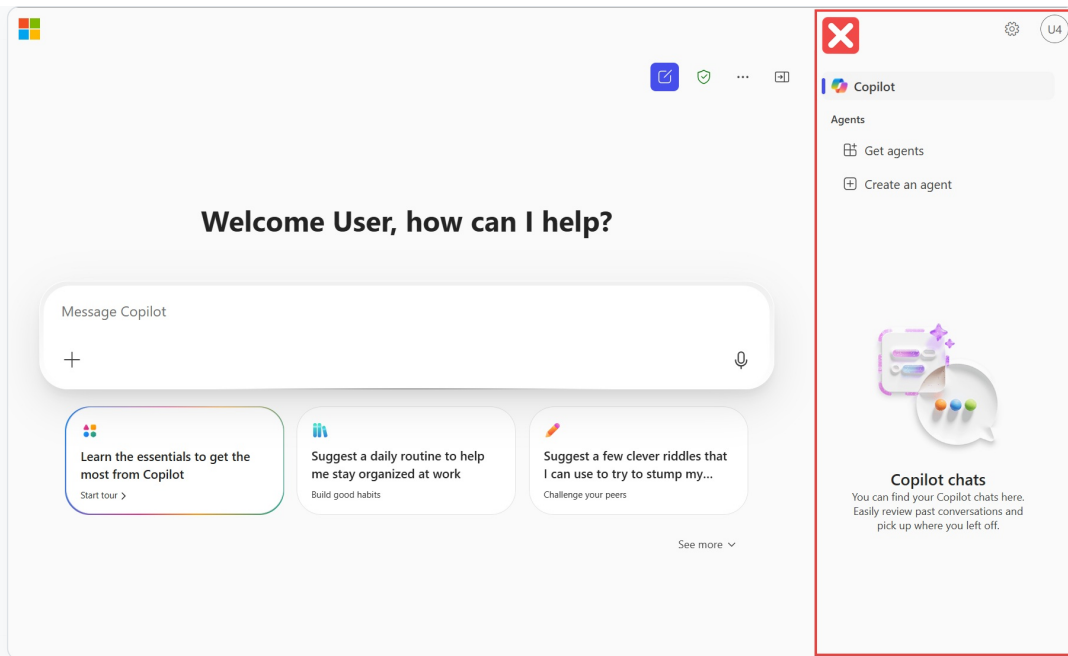 U4
Copilot
Agents
Get agents
Create an agent
Welcome User, how can I help?
Message Copilot
Learn the essentials to get the
most from Copilot
Start tour >
Suggest a daily routine to help
me stay organized at work
Build good habits
Suggest a few clever riddles that
I can use to try to stump my...
Challenge your peers
See more
Copilot chats
You can find your Copilot chats here.
Easily review past conversations and
pick up where you left off.